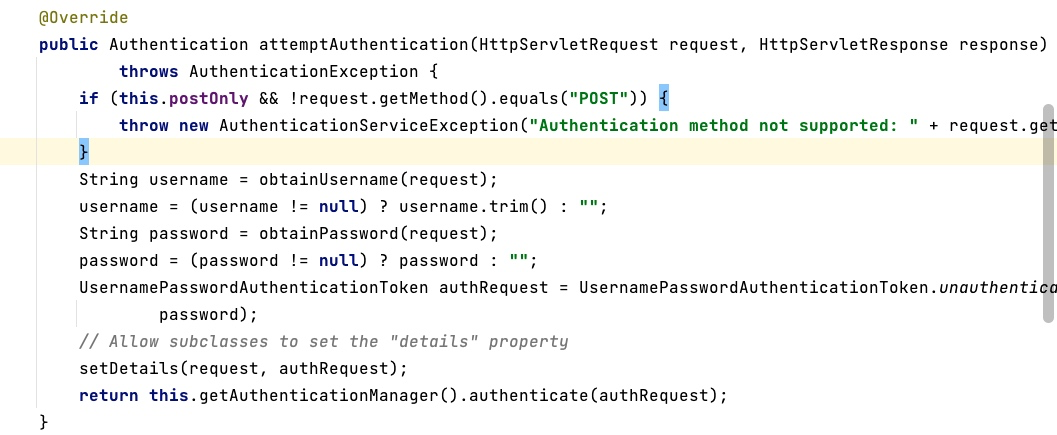 @Override
public Authentication attemptAuthentication(HttpServletRequest request, HttpServletResponse response)
throws AuthenticationException {
if (this.postOnly && !request.getMethod().equals("POST")) {
throw new AuthenticationServiceException("Authentication method not supported: " + request.get
}
String username = obtainUsername(request);
username = (username != null) ? username.trim() : "";
String password = obtainPassword(request);
password = (password != null) ? password : "";
UsernamePasswordAuthenticationToken authRequest = UsernamePasswordAuthenticationToken.unauthentica
password);
// Allow subclasses to set the "details" property
setDetails(request, authRequest);
return this.getAuthenticationManager().authenticate(authRequest);
}